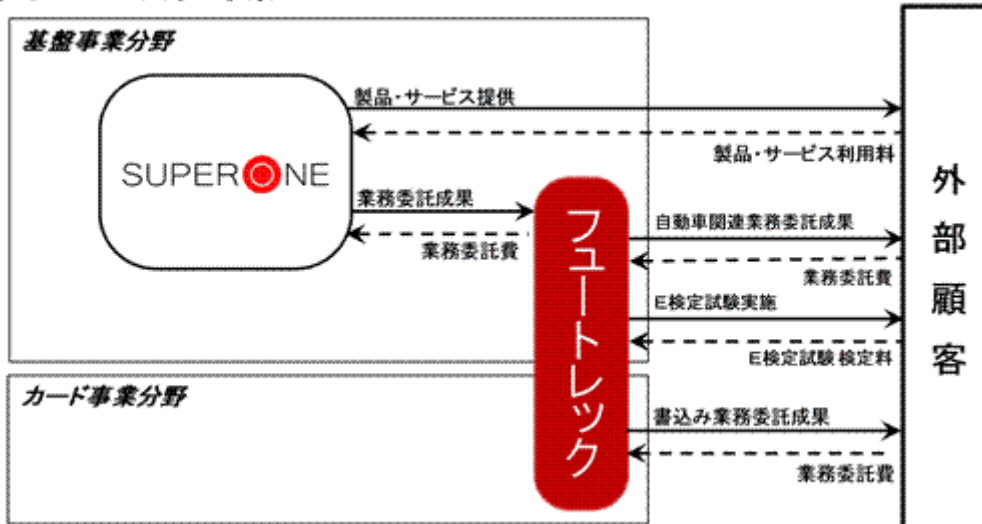 基盤事業分野
製品・サービス提供
製品・サービス利用料
SUPERONE
業務委託成果
業務委託費
フュートレック
自動車関連業務委託成果
業務委託費
E検定試験実施
E検定試験 検定料
外部顧客
カード事業分野
書込み業務委託成果
業務委託費